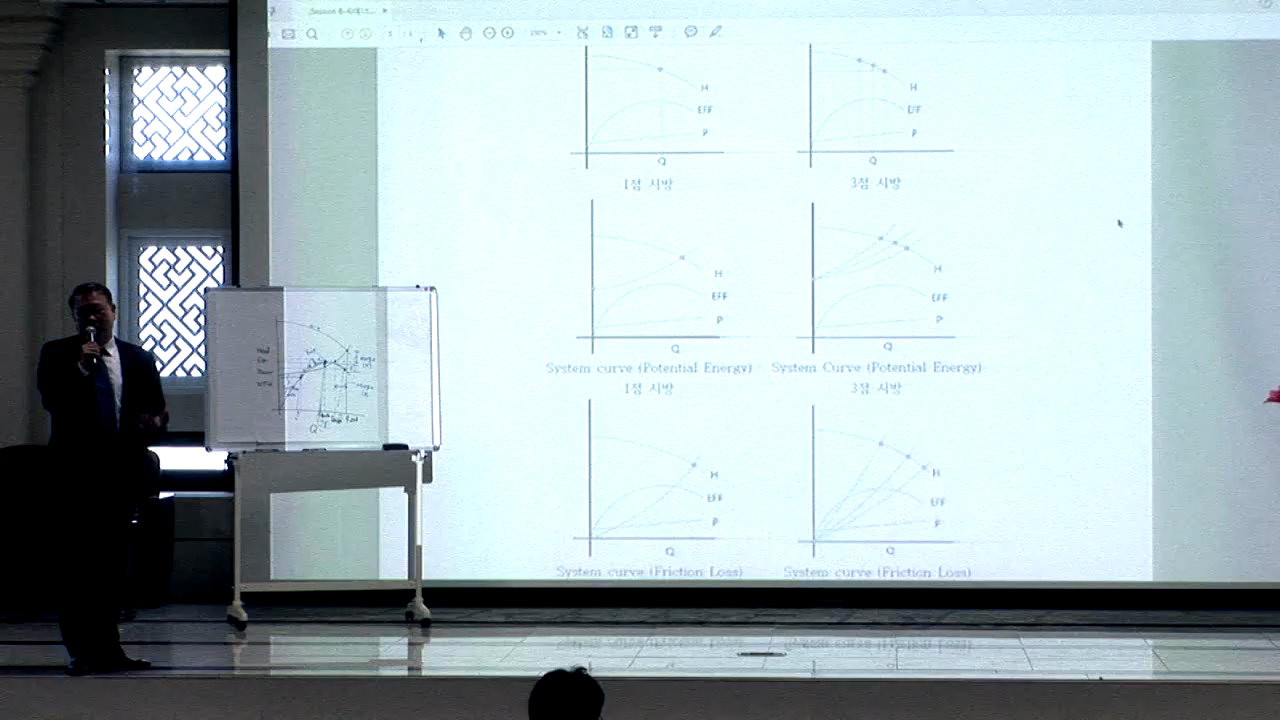 H
EFF
P
Q
1점 시방
H
EFF
P
Q
3점 시방
H
EFF
P
Q
System curve (Potential Energy)
1점 시방
H
EFF
P
Q
System Curve (Potential Energy)
3점 시방
H
EFF
P
Q
System curve (Friction Loss)
H
EFF
P
Q
System curve (Friction Loss)
Q